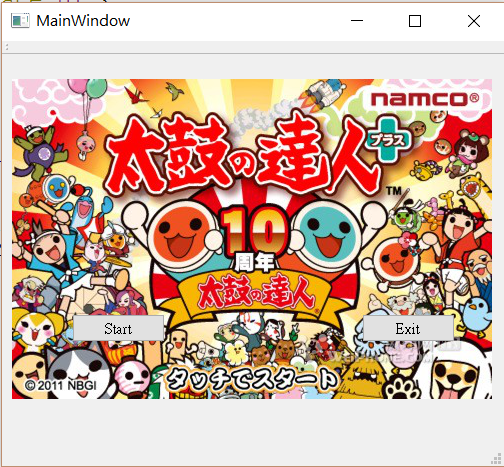 MainWindow
namco®
太鼓の達人
プラス
TM
10
周年
太鼓の達人
Start
Exit
© 2011 NBGI
タッチでスタート